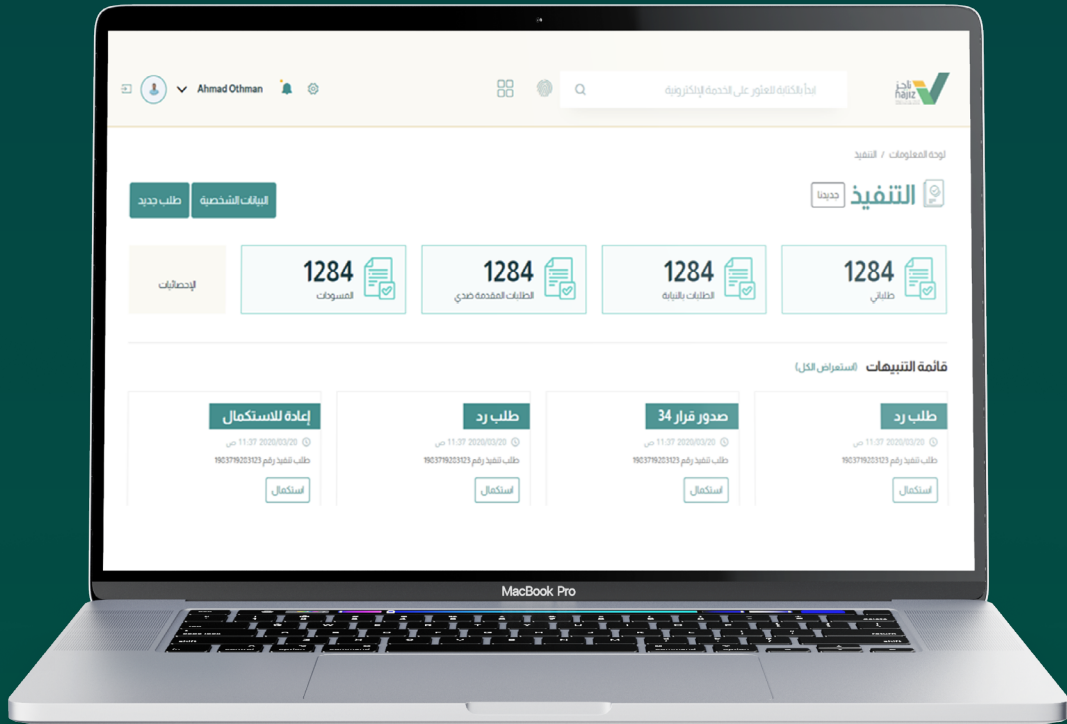 ناجز
najiz
ابدأ بالكتابة للعثور على الخدمة الإلكترونية
Ahmad Othman
لوحة المعلومات / التنفيذ
التنفيذ
جديدنا
البيانات الشخصية
طلب جديد
1284
طلباتي
1284
الطلبات بالنيابة
1284
الطلبات المقدمة ضدي
1284
المسودات
الإحصائيات
قائمة التنبيهات (استعراض الكل)
طلب رد
2020/03/20 11:37 ص
طلب تنفيذ رقم 1903719203123
استكمال
صدور قرار 34
2020/03/20 11:37 ص
طلب تنفيذ رقم 1903719203123
استكمال
طلب رد
2020/03/20 11:37 ص
طلب تنفيذ رقم 1903719203123
استكمال
إعادة للاستكمال
2020/03/20 11:37 ص
طلب تنفيذ رقم 1903719203123
استكمال
MacBook Pro